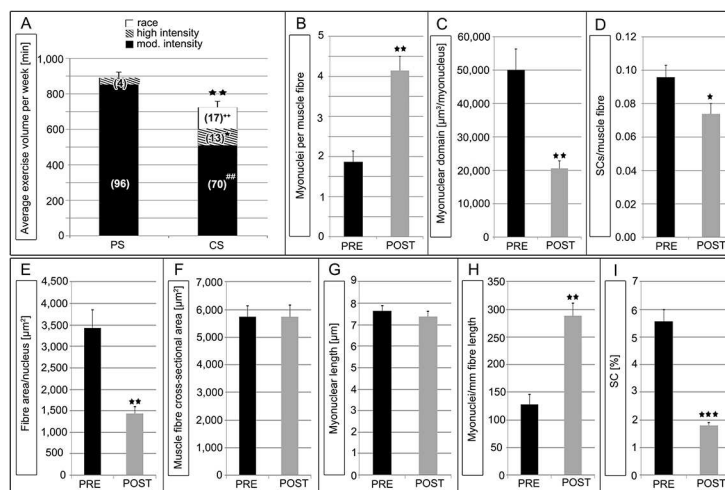 A
race
high intensity
mod. intensity
Average exercise volume per week [min]
1,000
800
600
400
200
0
(4)
(96)
★★
(17)++
(13)*
(70)##
PS
CS
B
Myonuclei per muscle fibre
5
4
3
2
1
0
★★
PRE
POST
C
Myonuclear domain [µm³/myonucleus]
60,000
50,000
40,000
30,000
20,000
10,000
0
★★
PRE
POST
D
SCs/muscle fibre
0.12
0.10
0.08
0.06
0.04
0.02
0.00
★
PRE
POST
E
Fibre area/nucleus [µm²]
4,500
4,000
3,500
3,000
2,500
2,000
1,500
1,000
500
0
★★
PRE
POST
F
Muscle fibre cross-sectional area [µm²]
7,000
6,000
5,000
4,000
3,000
2,000
1,000
0
PRE
POST
G
Myonuclear length [µm]
9
8
7
6
5
4
3
2
1
0
PRE
POST
H
Myonuclei/mm fibre length
350
300
250
200
150
100
50
0
★★
PRE
POST
I
SC [%]
7
6
5
4
3
2
1
0
★★★
PRE
POST